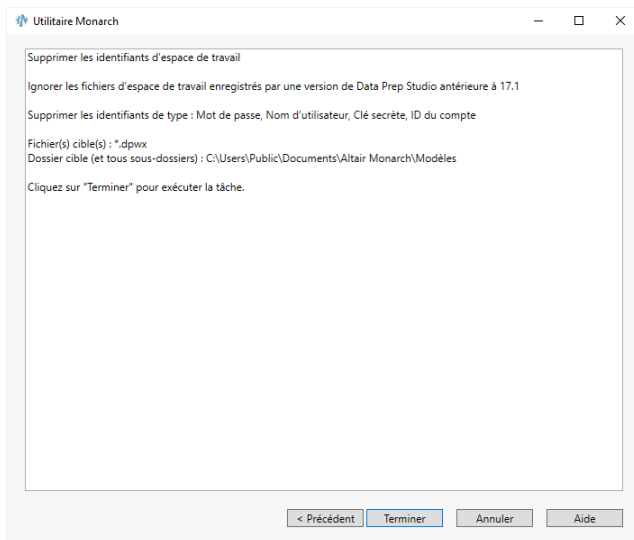 Utilitaire Monarch
Supprimer les identifiants d'espace de travail
Ignorer les fichiers d'espace de travail enregistrés par une version de Data Prep Studio antérieure à 17.1
Supprimer les identifiants de type : Mot de passe, Nom d'utilisateur, Clé secrète, ID du compte
Fichier(s) cible(s) : *.dpwx
Dossier cible (et tous sous-dossiers) : C:\Users\Public\Documents\Altair Monarch\Modèles
Cliquez sur "Terminer" pour exécuter la tâche.
< Précédent Terminer Annuler Aide